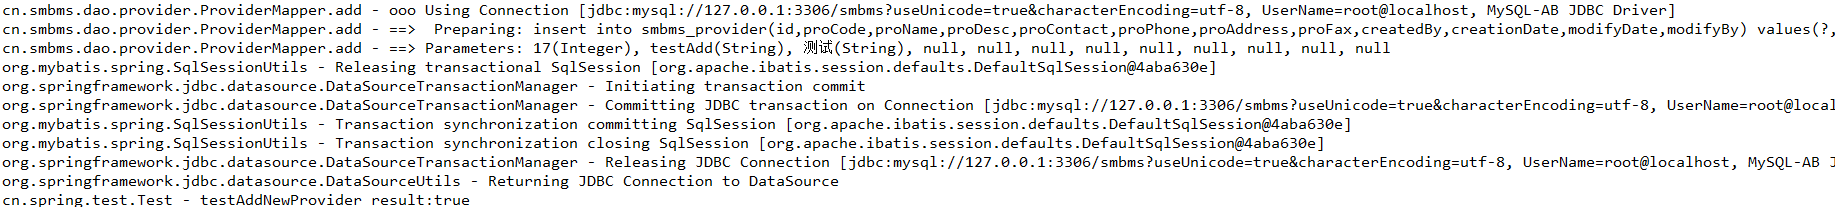 cn.smbms.dao.provider.ProviderMapper.add - ooo Using Connection [jdbc:mysql://127.0.0.1:3306/smbms?useUnicode=true&characterEncoding=utf-8, UserName=root@localhost, MySQL-AB JDBC Driver]
cn.smbms.dao.provider.ProviderMapper.add - ==>  Preparing: insert into smbms_provider(id,proCode,proName,proDesc,proContact,proPhone,proAddress,proFax,createdBy,creationDate,modifyDate,modifyBy) values(?,
cn.smbms.dao.provider.ProviderMapper.add - ==> Parameters: 17(Integer), testAdd(String), 测试(String), null, null, null, null, null, null, null, null, null
org.mybatis.spring.SqlSessionUtils - Releasing transactional SqlSession [org.apache.ibatis.session.defaults.DefaultSqlSession@4aba630e]
org.springframework.jdbc.datasource.DataSourceTransactionManager - Initiating transaction commit
org.springframework.jdbc.datasource.DataSourceTransactionManager - Committing JDBC transaction on Connection [jdbc:mysql://127.0.0.1:3306/smbms?useUnicode=true&characterEncoding=utf-8, UserName=root@local
org.mybatis.spring.SqlSessionUtils - Transaction synchronization committing SqlSession [org.apache.ibatis.session.defaults.DefaultSqlSession@4aba630e]
org.mybatis.spring.SqlSessionUtils - Transaction synchronization closing SqlSession [org.apache.ibatis.session.defaults.DefaultSqlSession@4aba630e]
org.springframework.jdbc.datasource.DataSourceTransactionManager - Releasing JDBC Connection [jdbc:mysql://127.0.0.1:3306/smbms?useUnicode=true&characterEncoding=utf-8, UserName=root@localhost, MySQL-AB J
org.springframework.jdbc.datasource.DataSourceUtils - Returning JDBC Connection to DataSource
cn.spring.test.Test - testAddNewProvider result:true